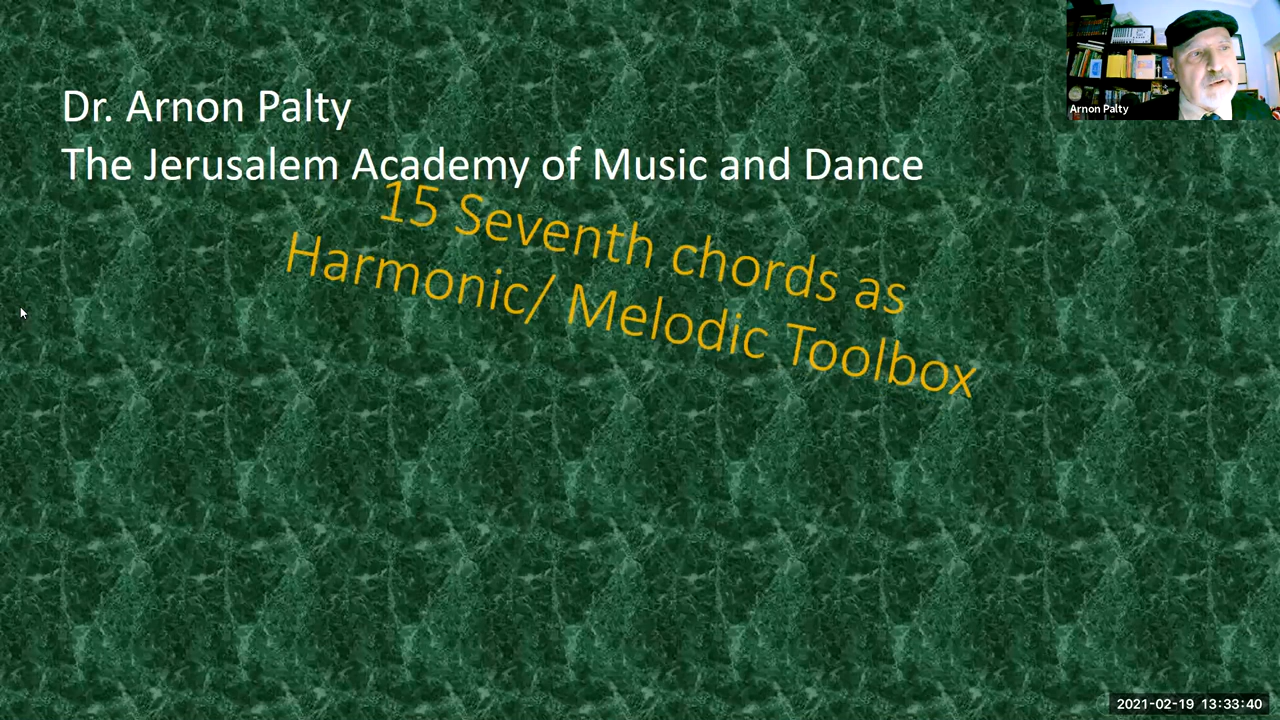 Dr. Arnon Palty
The Jerusalem Academy of Music and Dance
15 Seventh chords as
Harmonic/ Melodic Toolbox
Arnon Palty
2021-02-19 13:33:40